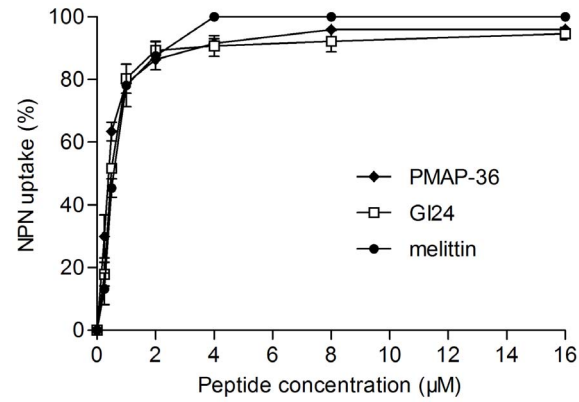 100
80
60
40
20
0
NPN uptake (%)
PMAP-36
GI24
melittin
0 2 4 6 8 10 12 14 16
Peptide concentration (µM)